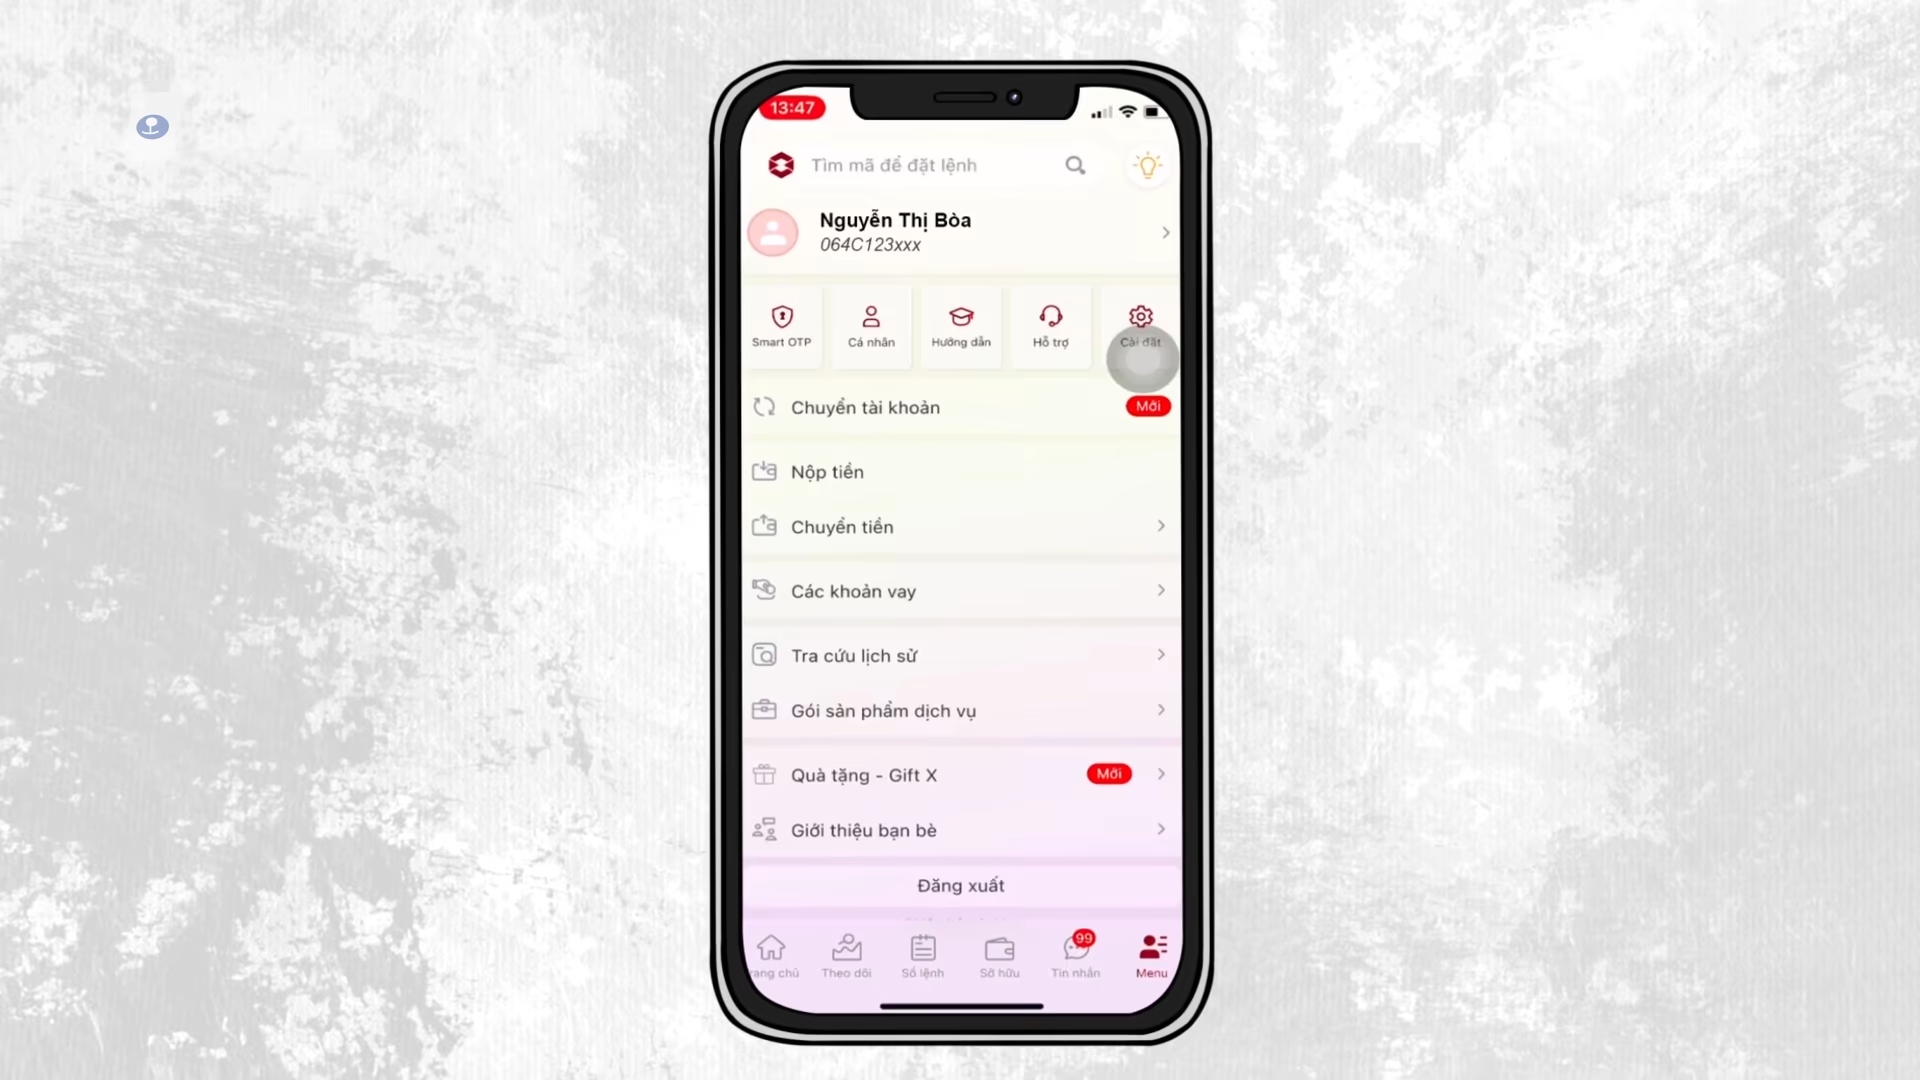 13:47
Tìm mã để đặt lệnh
Nguyễn Thị Bòa
064C123xxx
Smart OTP
Cá nhân
Hướng dẫn
Hỗ trợ
Cài đặt
Chuyển tài khoản
Mới
Nộp tiền
Chuyển tiền
Các khoản vay
Tra cứu lịch sử
Gói sản phẩm dịch vụ
Quà tặng - Gift X
Mới
Giới thiệu bạn bè
Đăng xuất
99
rang chủ
Theo dõi
Sổ lệnh
Sở hữu
Tin nhắn
Menu